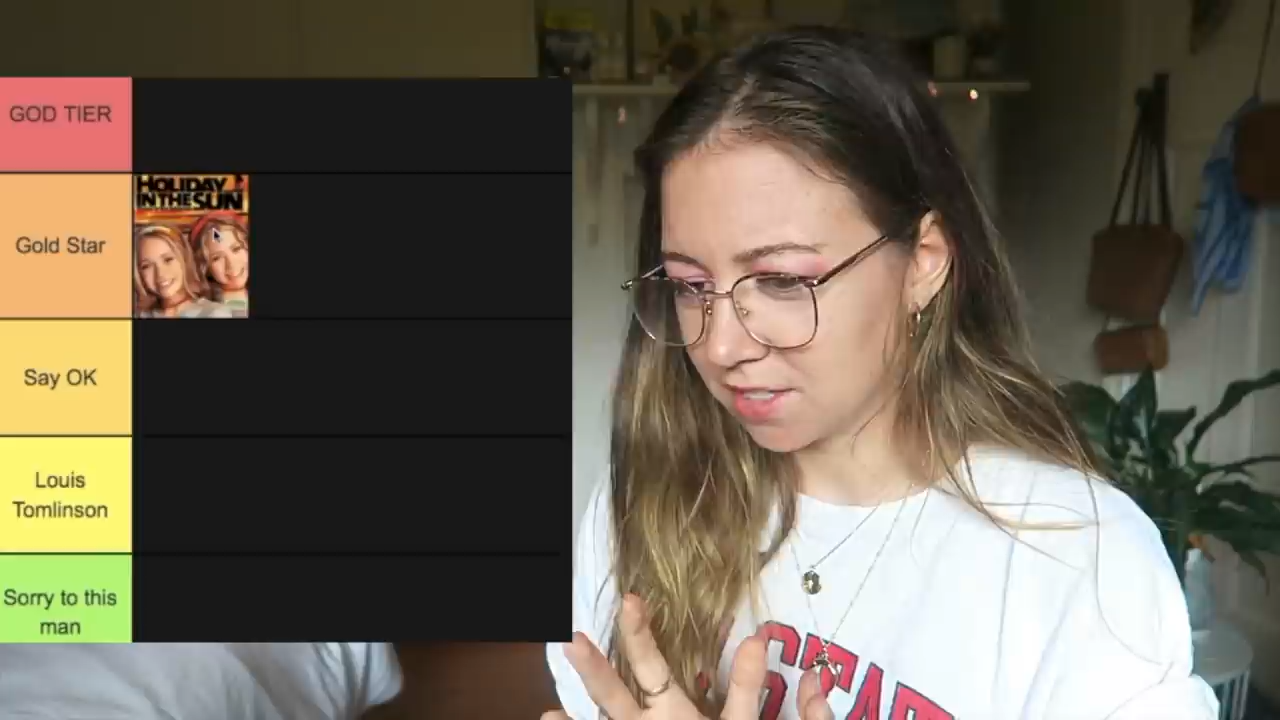 GOD TIER
HOLIDAY
IN THE SUN
Gold Star
Say OK
Louis
Tomlinson
Sorry to this
man